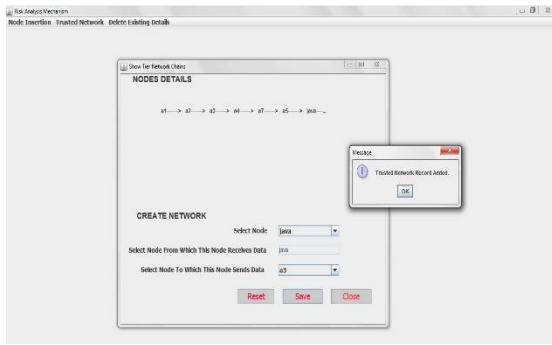 Risk Analysis Mechanism
Node Insertion Trusted Network Delete Existing Details
Show Tier Network Chains
NODES DETAILS
a1----> a2----> a3----> a4----> a7----> a5----> java---
Message
Trusted Network Record Added.
OK
CREATE NETWORK
Select Node java
Select Node From Which This Node Receives Data java
Select Node To Which This Node Sends Data a3
Reset Save Close